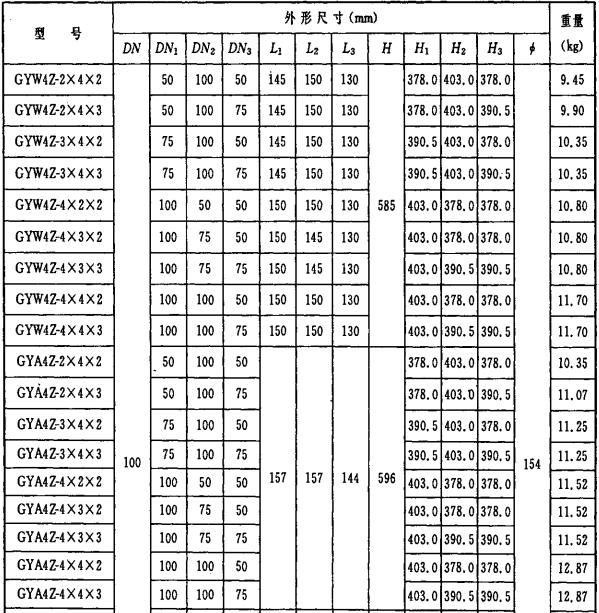 型 号 外形尺寸(mm) 重量
DN DN₁ DN₂ DN₃ L₁ L₂ L₃ H H₁ H₂ H₃ ϕ (kg)
GYW4Z-2×4×2 50 100 50 145 150 130 378.0 403.0 378.0 9.45
GYW4Z-2×4×3 50 100 75 145 150 130 378.0 403.0 390.5 9.90
GYW4Z-3×4×2 75 100 50 145 150 130 390.5 403.0 378.0 10.35
GYW4Z-3×4×3 75 100 75 145 150 130 390.5 403.0 390.5 10.35
GYW4Z-4×2×2 100 50 50 150 150 130 585 403.0 378.0 378.0 10.80
GYW4Z-4×3×2 100 75 50 150 145 130 403.0 378.0 378.0 10.80
GYW4Z-4×3×3 100 75 75 150 145 130 403.0 390.5 390.5 10.80
GYW4Z-4×4×2 100 100 50 150 150 130 403.0 378.0 378.0 11.70
GYW4Z-4×4×3 100 100 75 150 150 130 403.0 390.5 390.5 11.70
GYA4Z-2×4×2 50 100 50 378.0 403.0 378.0 10.35
GYA4Z-2×4×3 50 100 75 378.0 403.0 390.5 11.07
GYA4Z-3×4×2 75 100 50 390.5 403.0 378.0 11.25
GYA4Z-3×4×3 100 75 100 75 390.5 403.0 390.5 154 11.25
GYA4Z-4×2×2 100 50 50 157 157 144 596 403.0 378.0 378.0 11.52
GYA4Z-4×3×2 100 75 50 403.0 378.0 378.0 11.52
GYA4Z-4×3×3 100 75 75 403.0 390.5 390.5 11.52
GYA4Z-4×4×2 100 100 50 403.0 378.0 378.0 12.87
GYA4Z-4×4×3 100 100 75 403.0 390.5 390.5 12.87